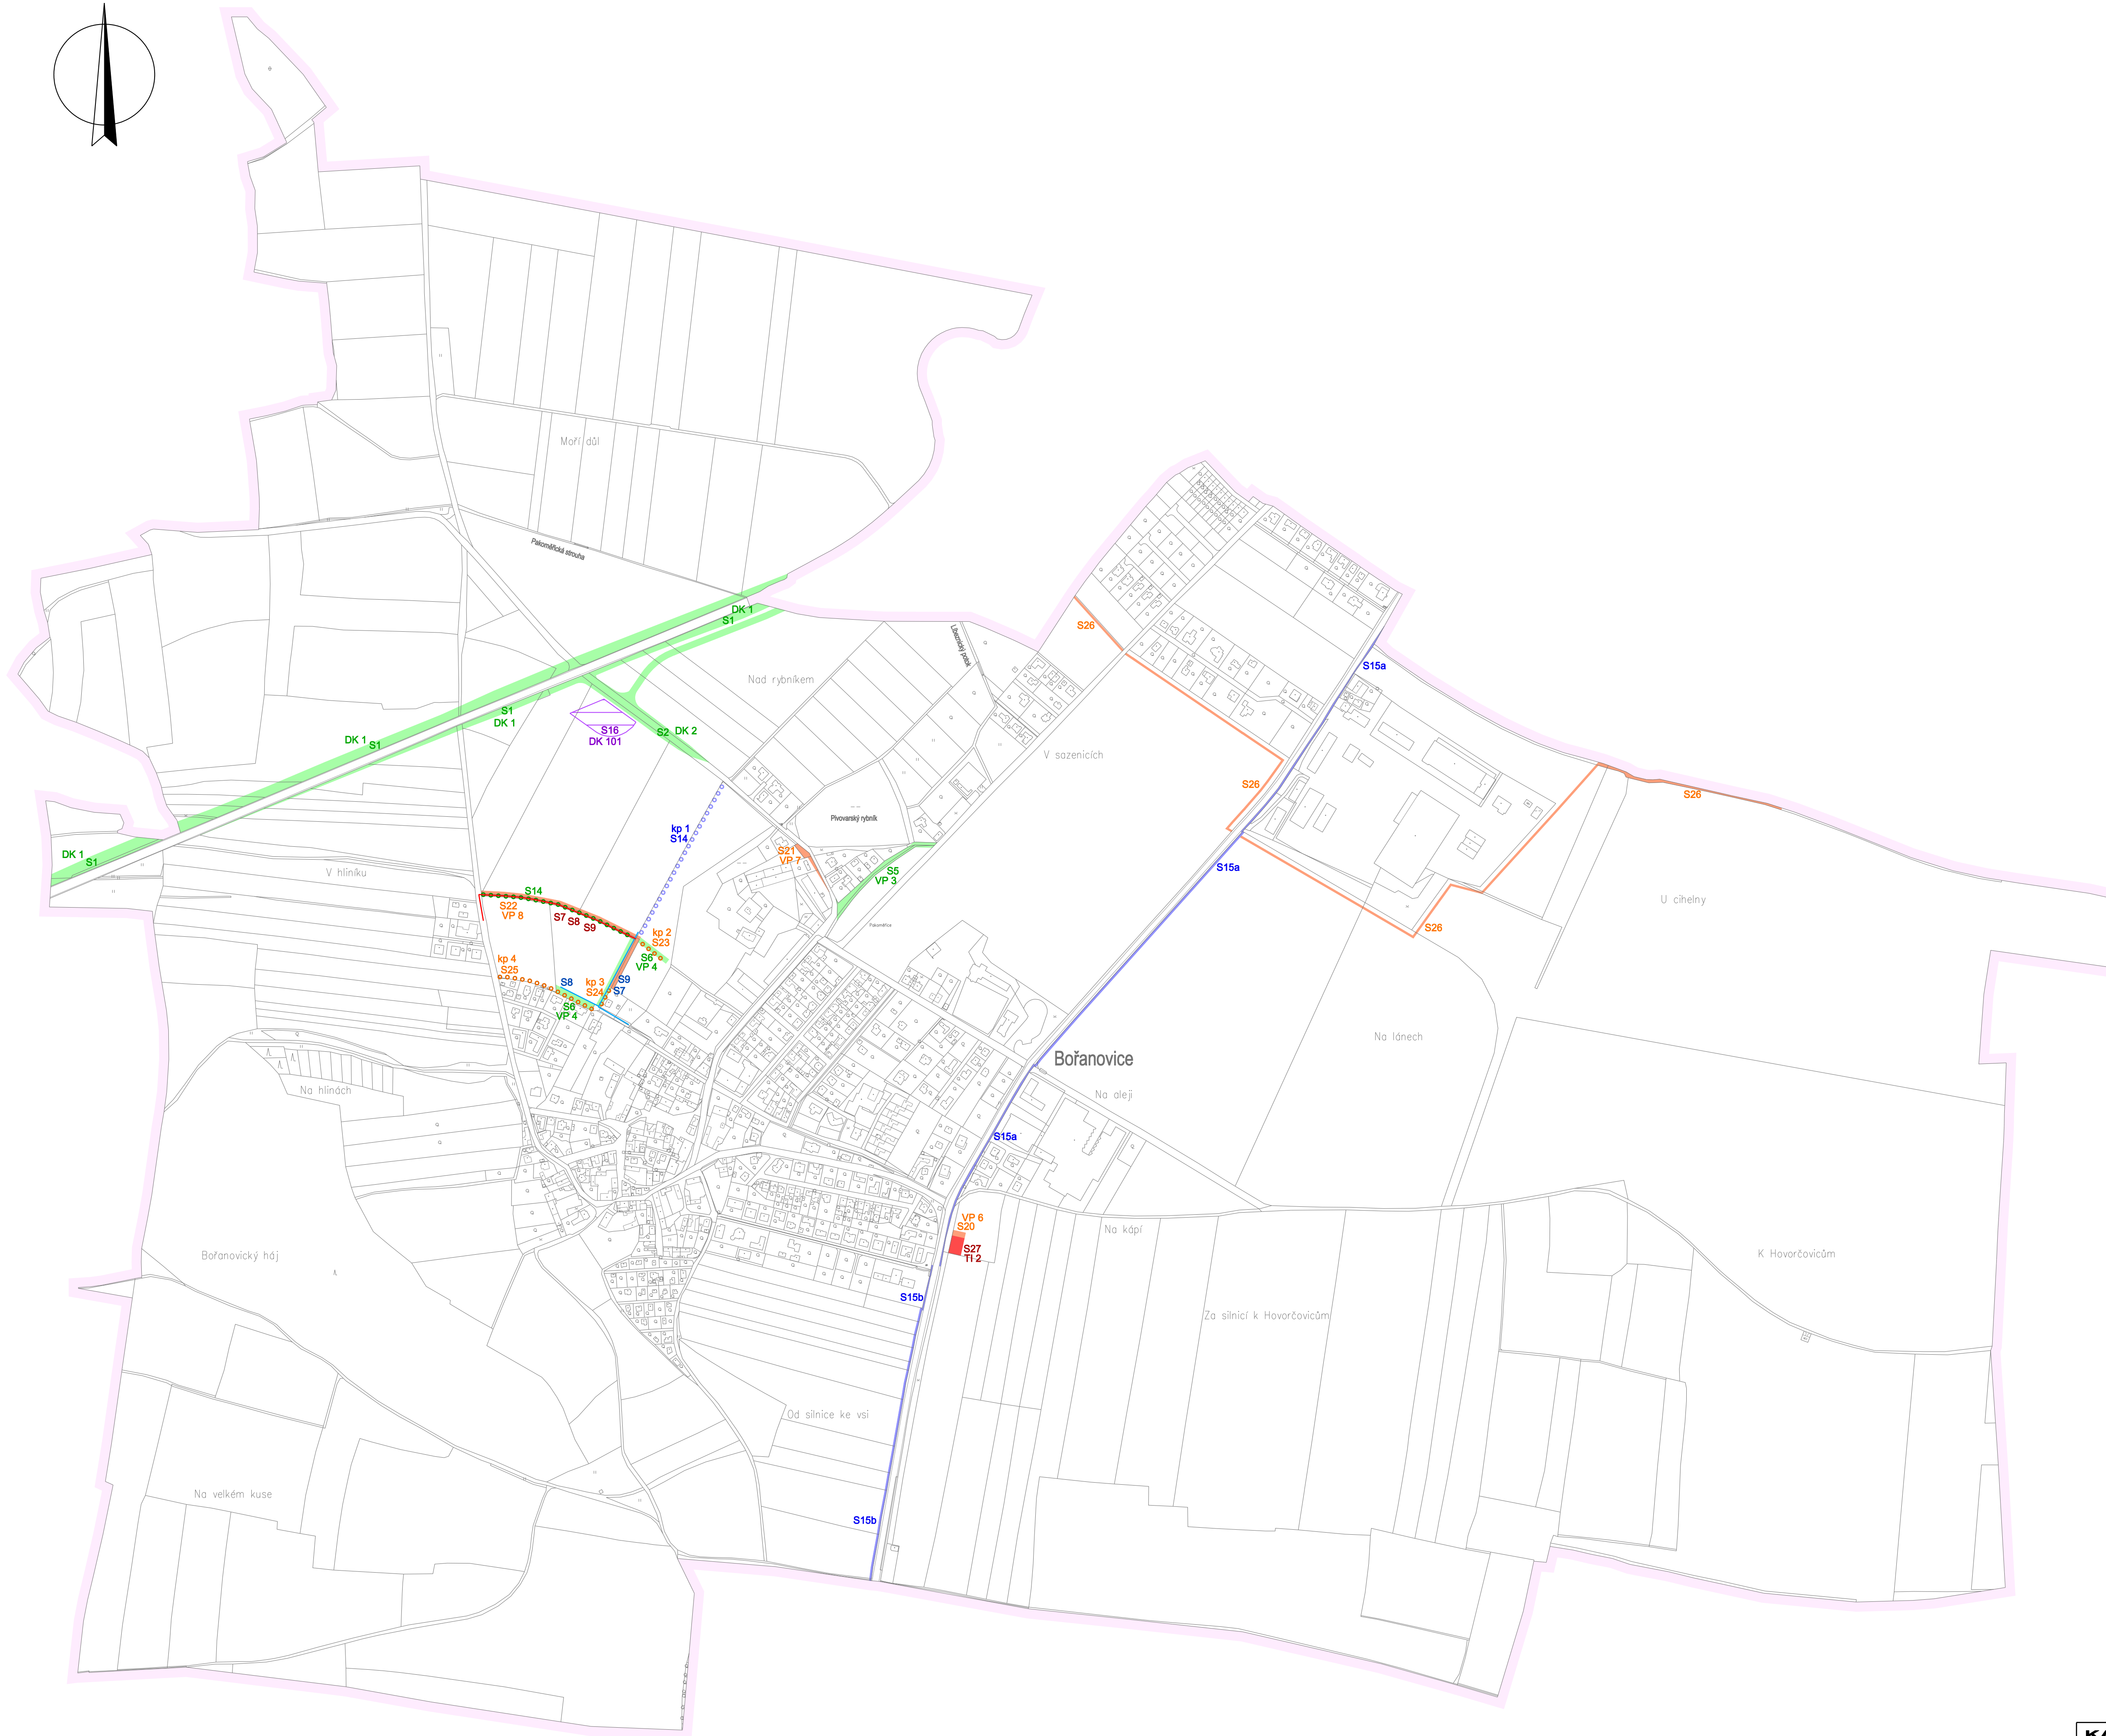 Moří důl
Pakoměřická strouha
DK 1
S1
Líbeznický potok
S26
S15a
Nad rybníkem
S1
DK 1
S16
DK 101
S2
DK 2
DK 1
S1
V sazenicích
S26
S26
kp 1
S14
Pivovarský rybník
S21
VP 7
DK 1
S1
V hliníku
S5
VP 3
S15a
U cihelny
S14
S22
VP 8
S7
S8
S9
Pakoměřice
S26
kp 2
S23
S6
VP 4
kp 4
S25
S8
kp 3
S24
S9
S7
S6
VP 4
Na lánech
Bořanovice
Na hlinách
Na aleji
S15a
VP 6
S20
Na kápí
S27
TI 2
Bořanovický háj
K Hovorčovicům
S15b
Za silnicí k Hovorčovicům
Od silnice ke vsi
Na velkém kuse
S15b